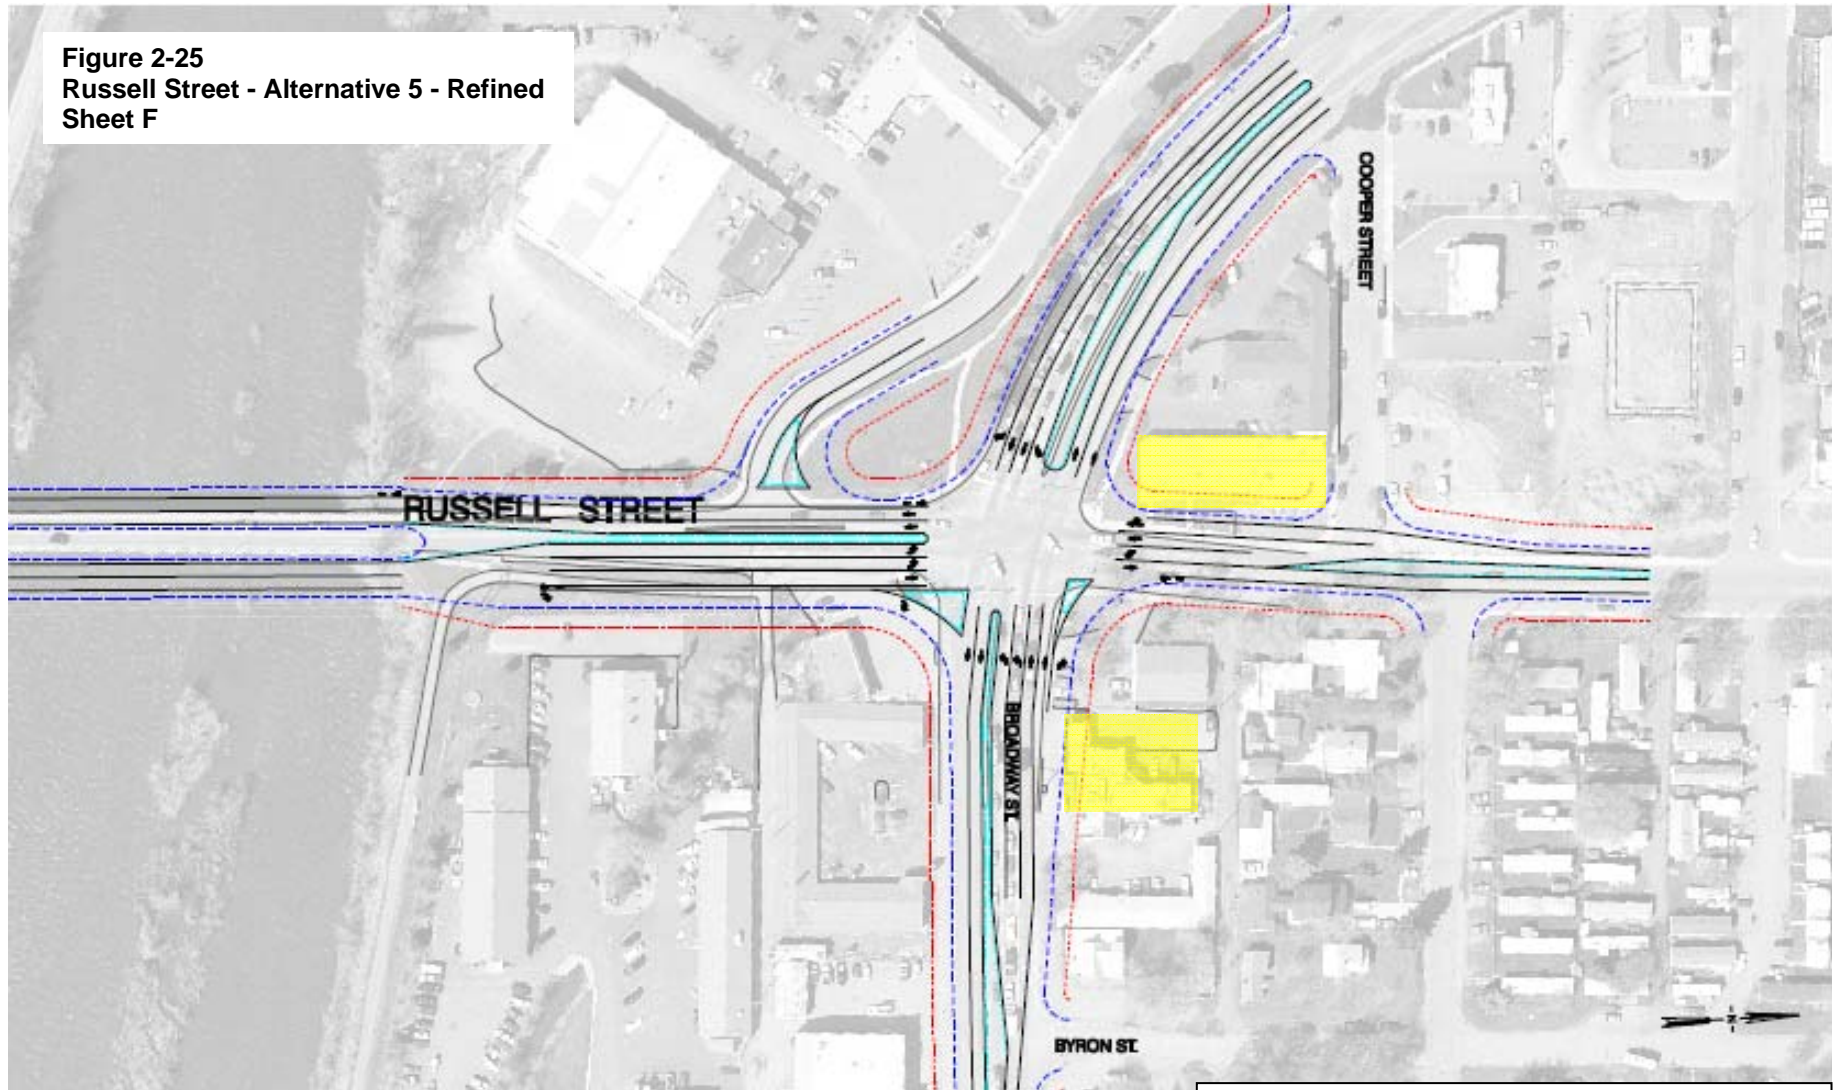 Figure 2-25
Russell Street - Alternative 5 - Refined
Sheet F
COOPER STREET
RUSSELL STREET
BROADWAY ST.
BYRON ST.
N